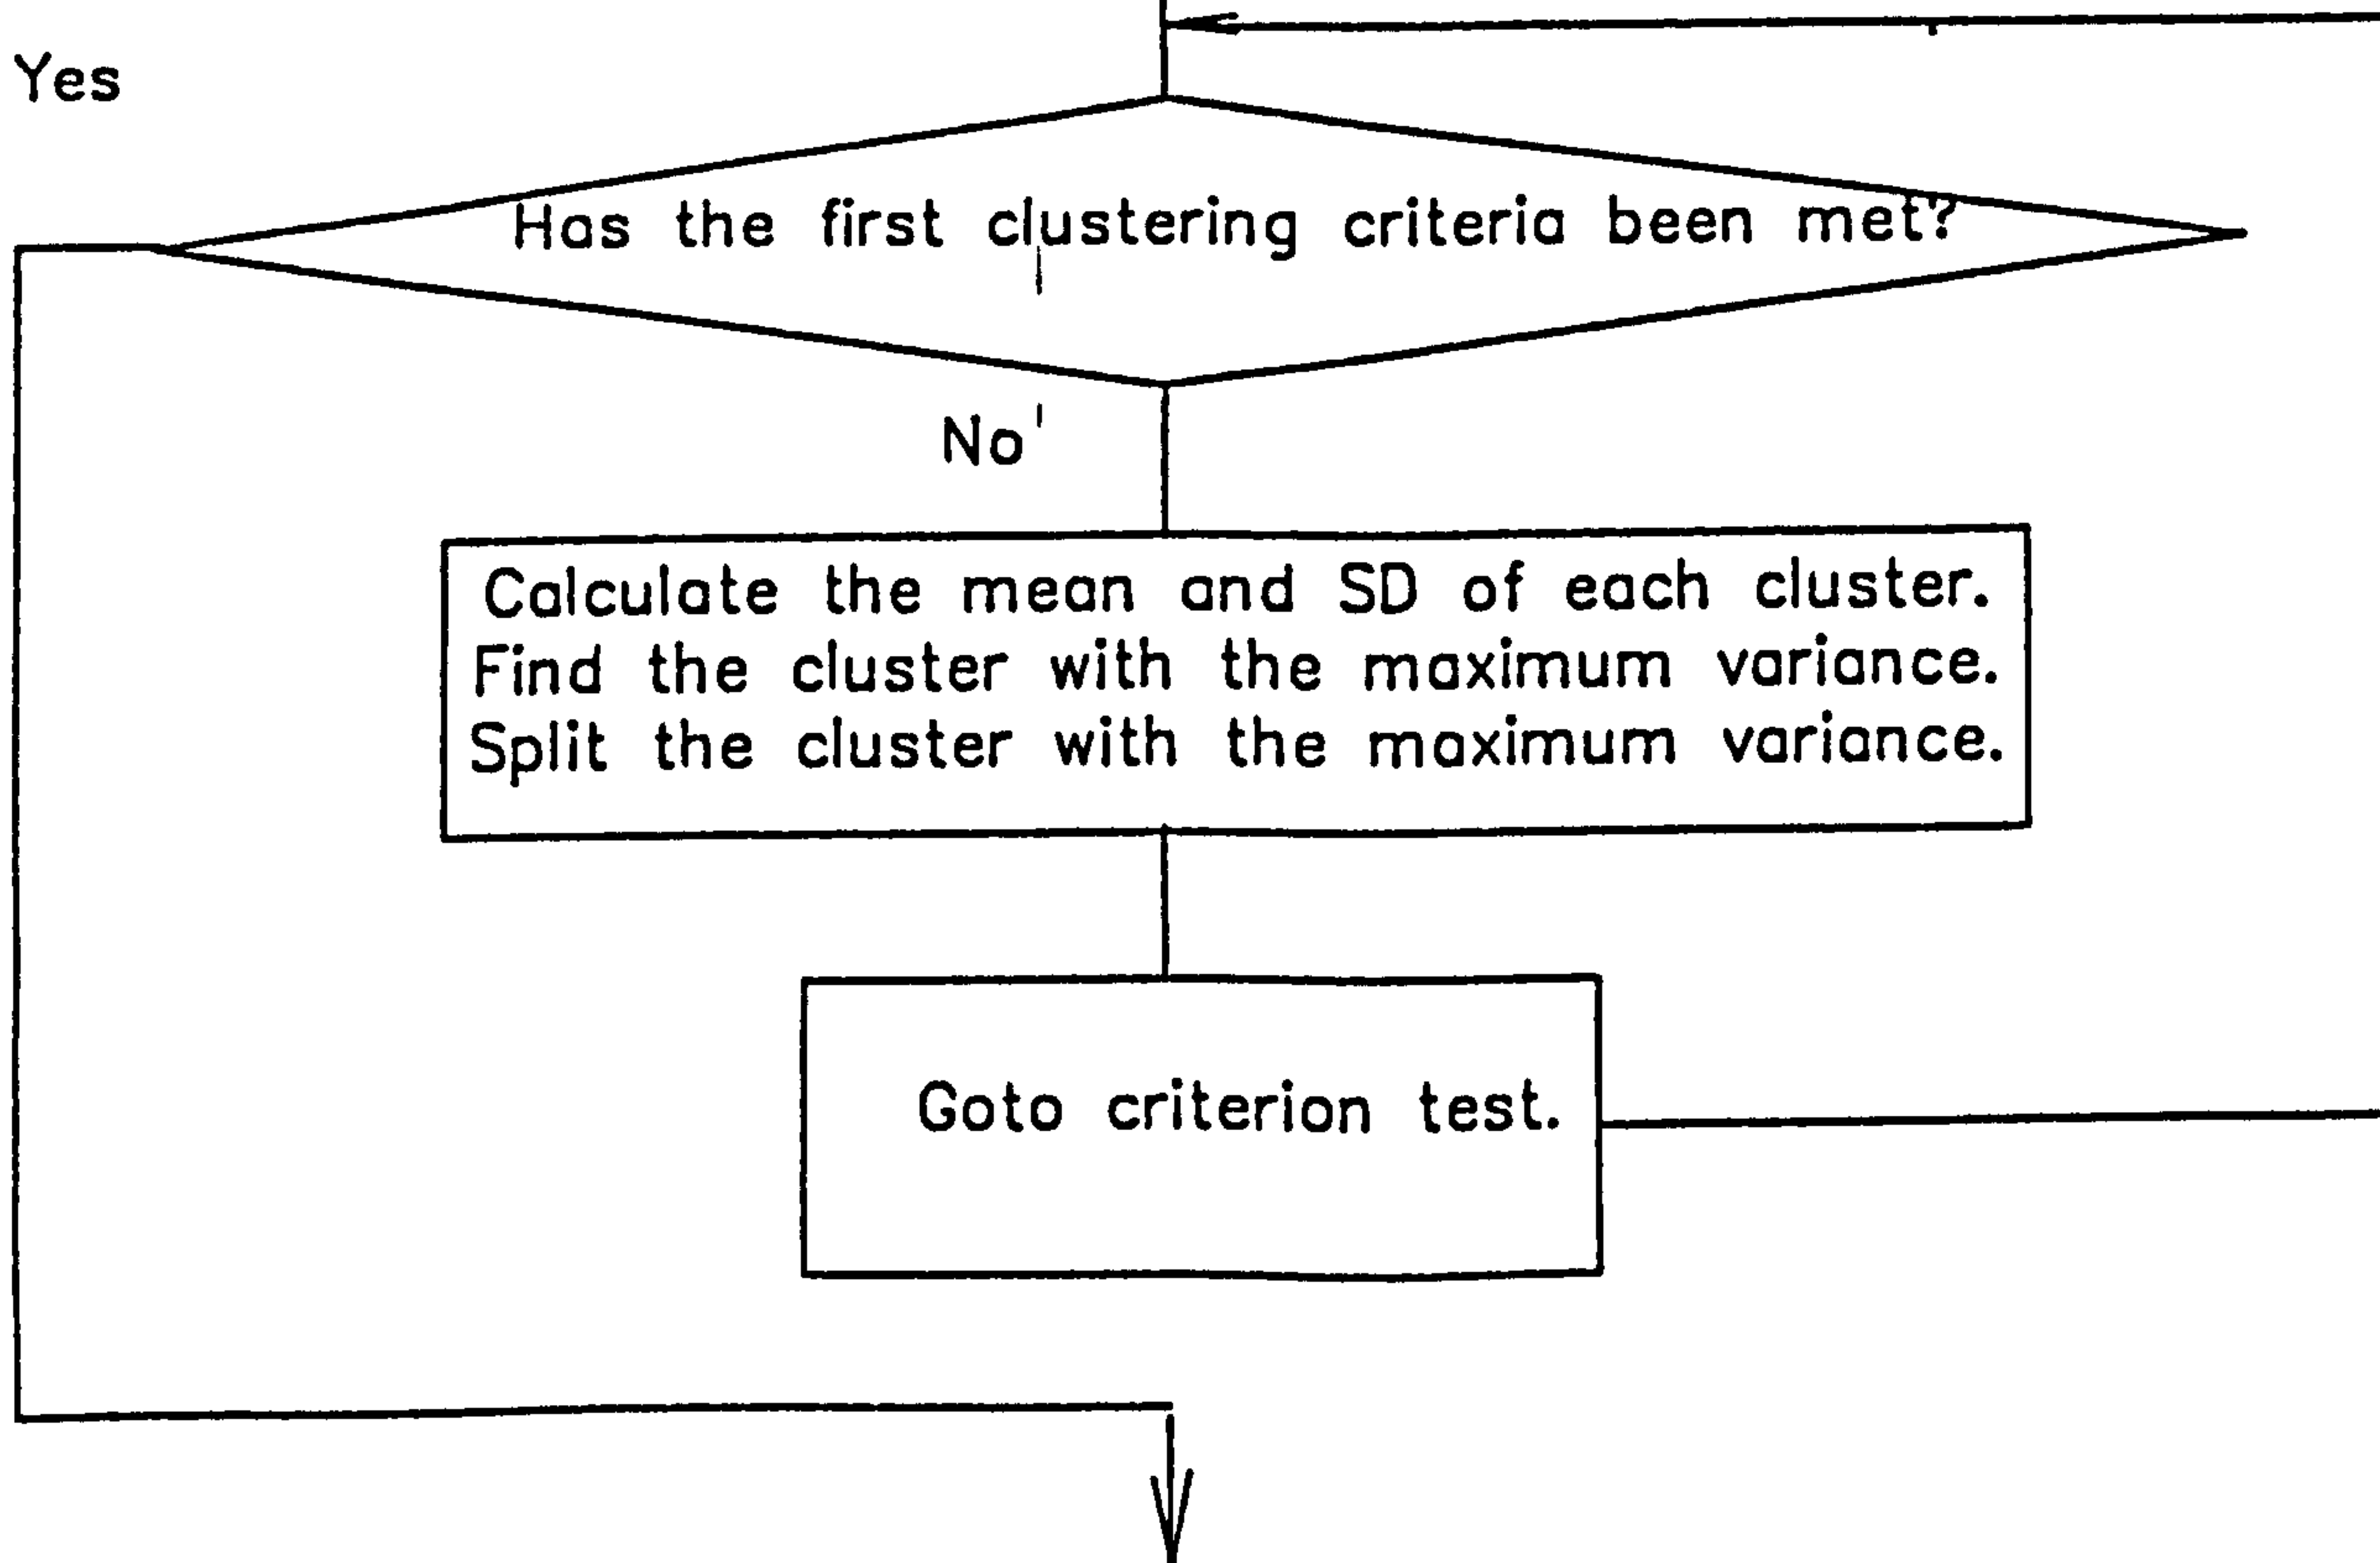 Yes
Has the first clustering criteria been met?
No
Calculate the mean and SD of each cluster.
Find the cluster with the maximum variance.
Split the cluster with the maximum variance.
Goto criterion test.